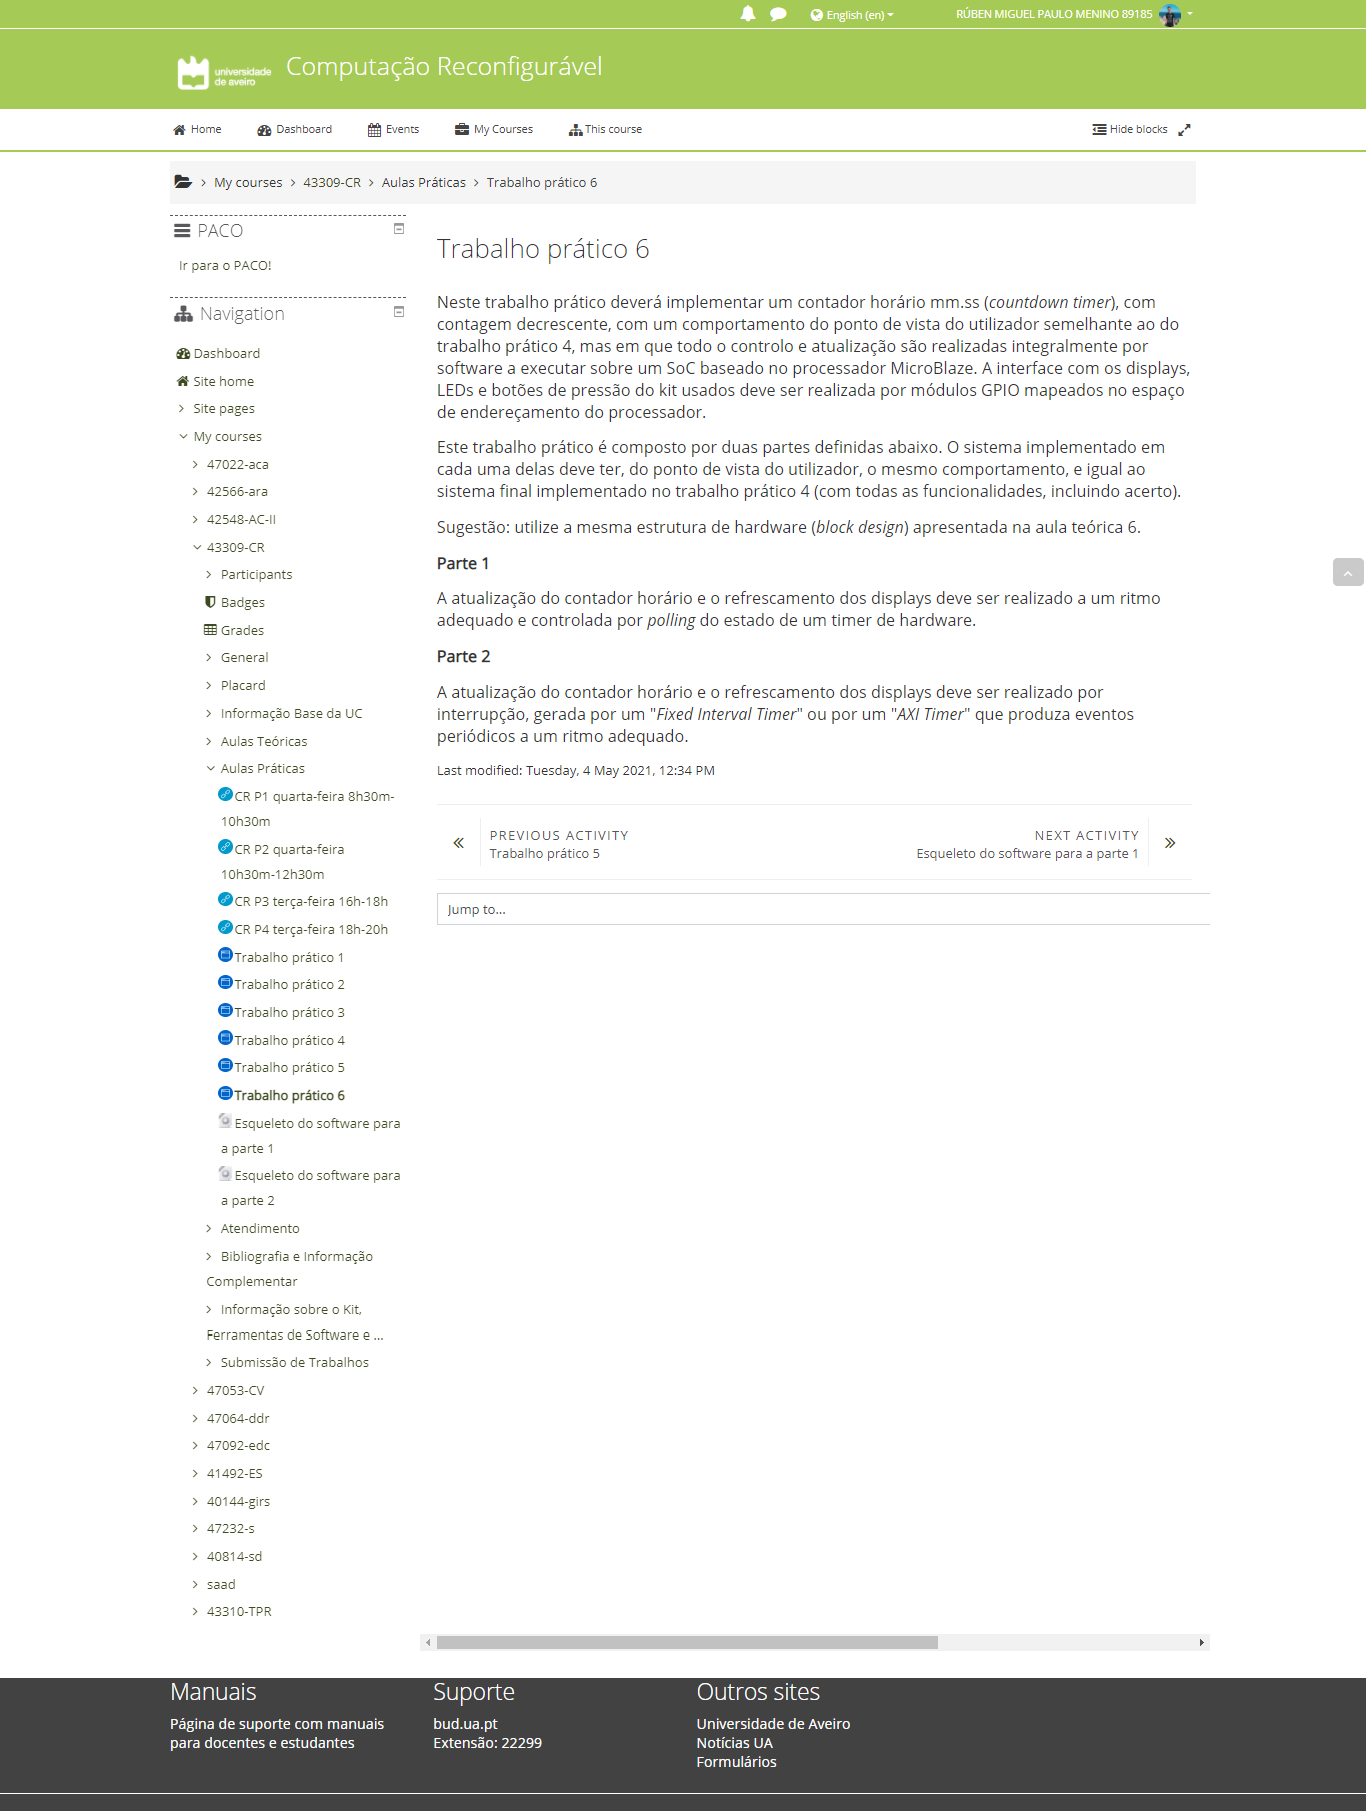 English (en)
RÚBEN MIGUEL PAULO MENINO 89185
universidade
de aveiro
Computação Reconfigurável
Home
Dashboard
Events
My Courses
This course
Hide blocks
My courses
43309-CR
Aulas Práticas
Trabalho prático 6
PACO
Ir para o PACO!
Navigation
Dashboard
Site home
Site pages
My courses
47022-aca
42566-ara
42548-AC-II
43309-CR
Participants
Badges
Grades
General
Placard
Informação Base da UC
Aulas Teóricas
Aulas Práticas
CR P1 quarta-feira 8h30m-
10h30m
CR P2 quarta-feira
10h30m-12h30m
CR P3 terça-feira 16h-18h
CR P4 terça-feira 18h-20h
Trabalho prático 1
Trabalho prático 2
Trabalho prático 3
Trabalho prático 4
Trabalho prático 5
Trabalho prático 6
Esqueleto do software para
a parte 1
Esqueleto do software para
a parte 2
Atendimento
Bibliografia e Informação
Complementar
Informação sobre o Kit,
Ferramentas de Software e ...
Submissão de Trabalhos
47053-CV
47064-ddr
47092-edc
41492-ES
40144-girs
47232-s
40814-sd
saad
43310-TPR
Trabalho prático 6
Neste trabalho prático deverá implementar um contador horário mm.ss (countdown timer), com
contagem decrescente, com um comportamento do ponto de vista do utilizador semelhante ao do
trabalho prático 4, mas em que todo o controlo e atualização são realizadas integralmente por
software a executar sobre um SoC baseado no processador MicroBlaze. A interface com os displays,
LEDs e botões de pressão do kit usados deve ser realizada por módulos GPIO mapeados no espaço
de endereçamento do processador.
Este trabalho prático é composto por duas partes definidas abaixo. O sistema implementado em
cada uma delas deve ter, do ponto de vista do utilizador, o mesmo comportamento, e igual ao
sistema final implementado no trabalho prático 4 (com todas as funcionalidades, incluindo acerto).
Sugestão: utilize a mesma estrutura de hardware (block design) apresentada na aula teórica 6.
Parte 1
A atualização do contador horário e o refrescamento dos displays deve ser realizado a um ritmo
adequado e controlada por polling do estado de um timer de hardware.
Parte 2
A atualização do contador horário e o refrescamento dos displays deve ser realizado por
interrupção, gerada por um "Fixed Interval Timer" ou por um "AXI Timer" que produza eventos
periódicos a um ritmo adequado.
Last modified: Tuesday, 4 May 2021, 12:34 PM
PREVIOUS ACTIVITY
Trabalho prático 5
NEXT ACTIVITY
Esqueleto do software para a parte 1
Jump to...
Manuais
Página de suporte com manuais
para docentes e estudantes
Suporte
bud.ua.pt
Extensão: 22299
Outros sites
Universidade de Aveiro
Notícias UA
Formulários